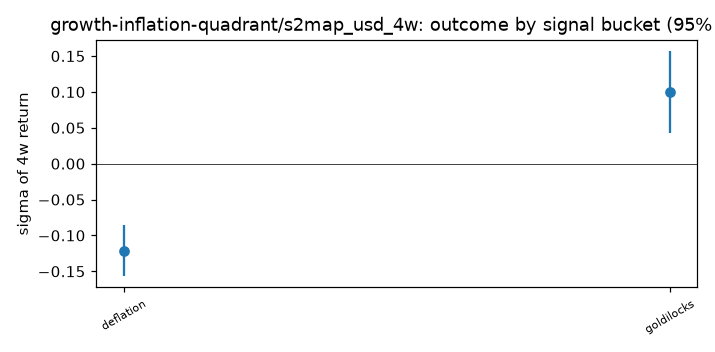 growth-inflation-quadrant/s2map_usd_4w: outcome by signal bucket (95%
sigma of 4w return
0.15
0.10
0.05
0.00
−0.05
−0.10
−0.15
deflation
goldilocks